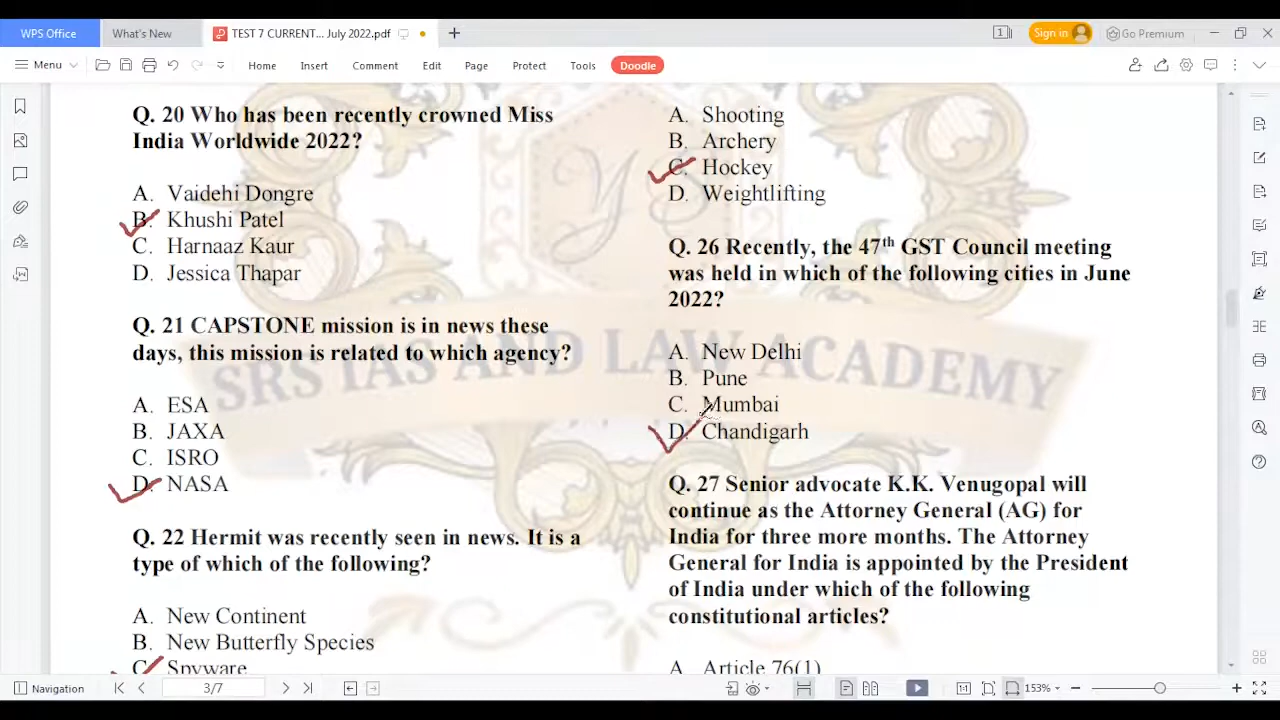 WPS Office
What's New
TEST 7 CURRENT... July 2022.pdf
Sign in
Go Premium
Menu
Home
Insert
Comment
Edit
Page
Protect
Tools
Doodle
Q. 20 Who has been recently crowned Miss
India Worldwide 2022?
A. Vaidehi Dongre
B. Khushi Patel
C. Harnaaz Kaur
D. Jessica Thapar
Q. 21 CAPSTONE mission is in news these
days, this mission is related to which agency?
A. ESA
B. JAXA
C. ISRO
D. NASA
Q. 22 Hermit was recently seen in news. It is a
type of which of the following?
A. New Continent
B. New Butterfly Species
C. Spyware
A. Shooting
B. Archery
C. Hockey
D. Weightlifting
Q. 26 Recently, the 47th GST Council meeting
was held in which of the following cities in June
2022?
A. New Delhi
B. Pune
C. Mumbai
D. Chandigarh
Q. 27 Senior advocate K.K. Venugopal will
continue as the Attorney General (AG) for
India for three more months. The Attorney
General for India is appointed by the President
of India under which of the following
constitutional articles?
A. Article 76(1)
SRS IAS AND LAW ACADEMY
Navigation
3/7
153%